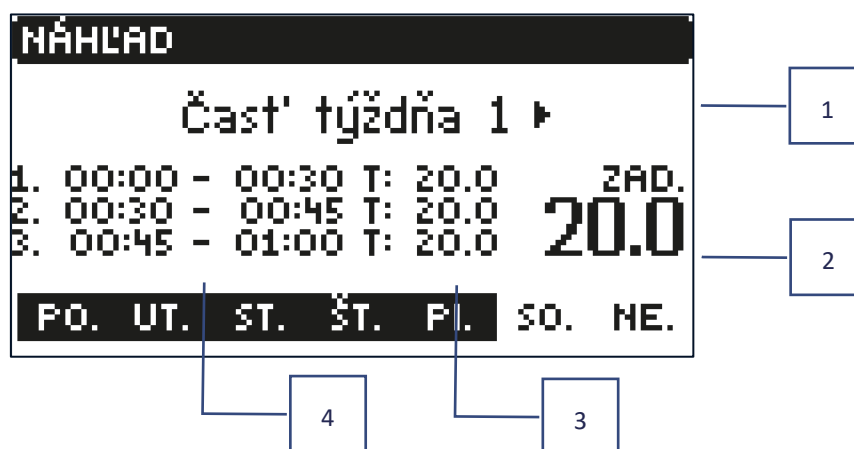 NÁHĽAD
Časť týždňa 1
1. 00:00 - 00:30 T: 20.0
2. 00:30 - 00:45 T: 20.0
3. 00:45 - 01:00 T: 20.0
ZAD.
20.0
PO. UT. ST. ŠT. PI. SO. NE.
1
2
3
4